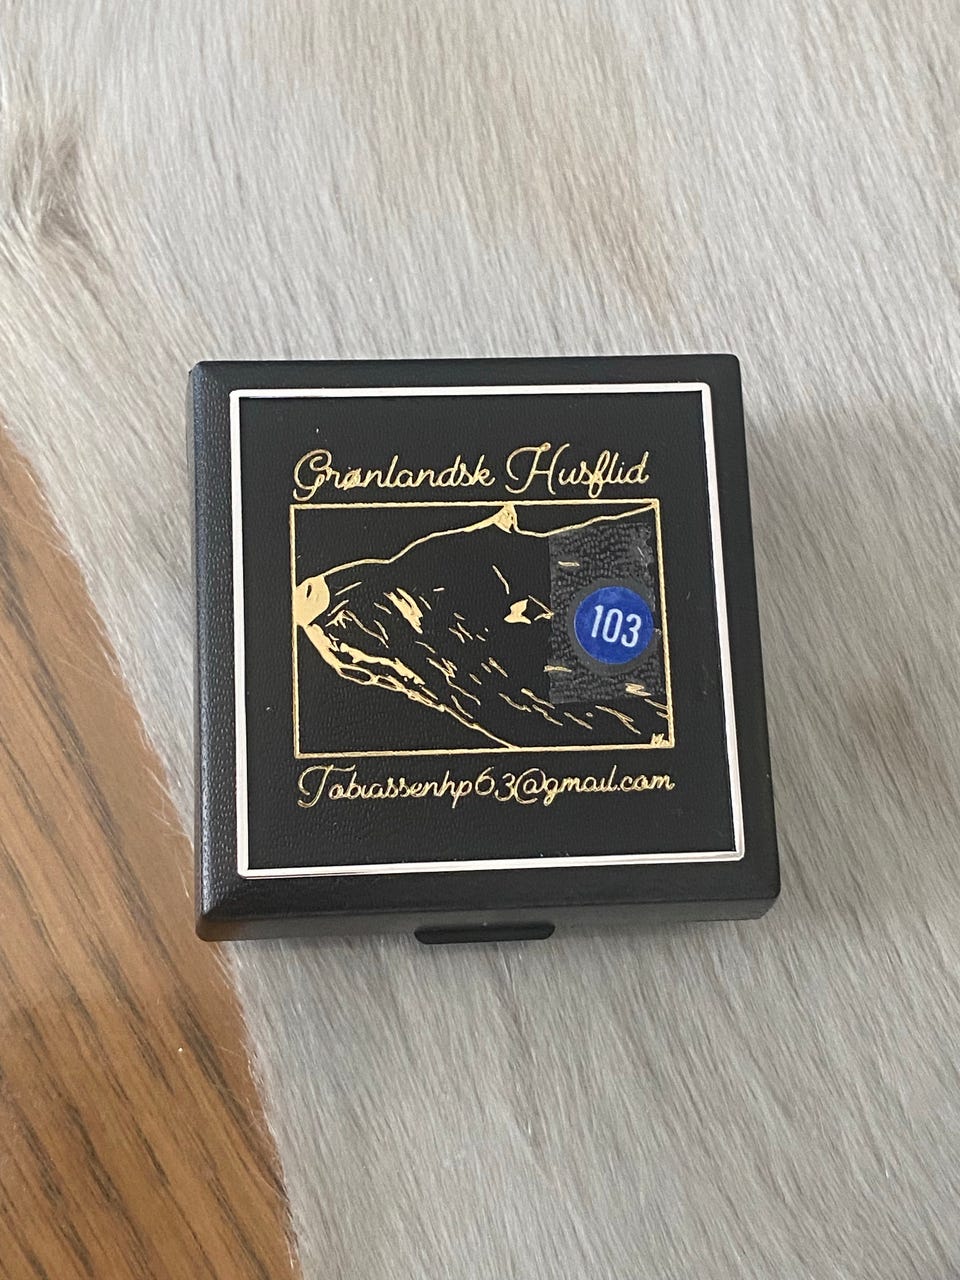 Grønlandsk Husflid
103
Tobiassenhp63@gmail.com